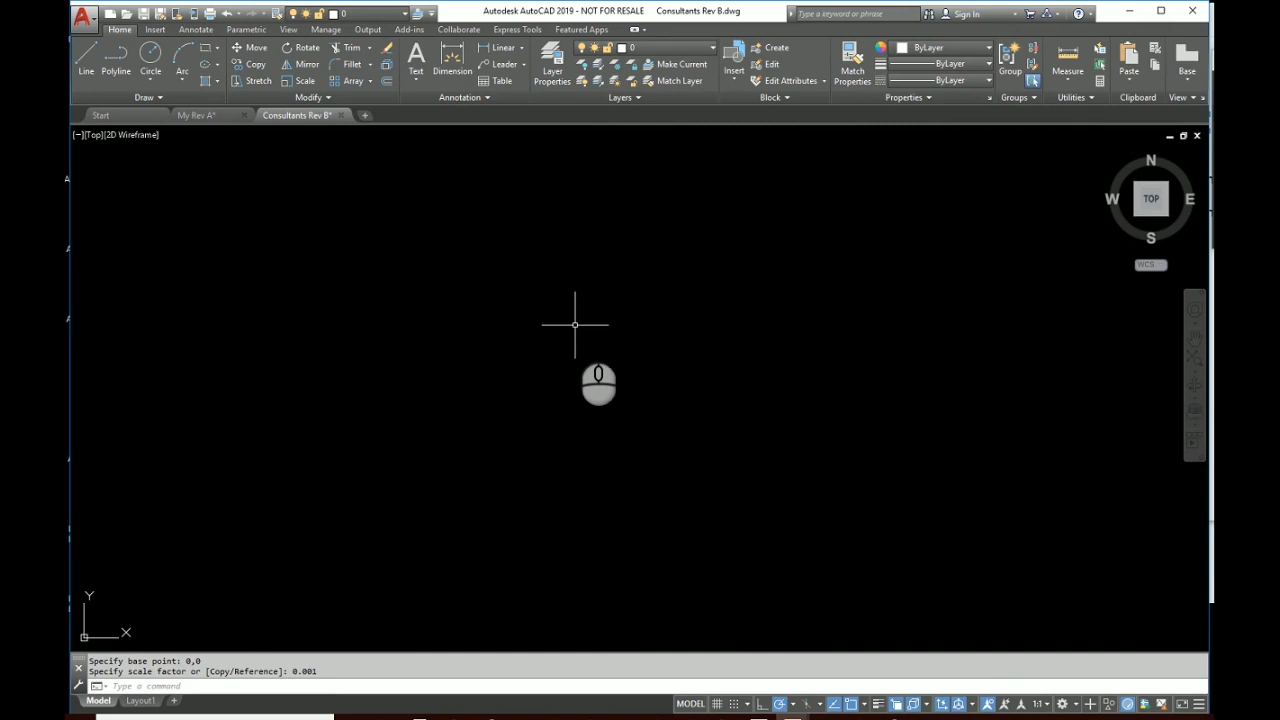 Autodesk AutoCAD 2019 - NOT FOR RESALE Consultants Rev B.dwg
Type a keyword or phrase
Sign In
0
Home Insert Annotate Parametric View Manage Output Add-ins Collaborate Express Tools Featured Apps
Line Polyline Circle Arc
Move Rotate Trim
Copy Mirror Fillet
Stretch Scale Array
Text Dimension
Linear
Leader
Table
Layer Properties
0
Make Current
Match Layer
Insert
Create
Edit
Edit Attributes
Match Properties
ByLayer
ByLayer
ByLayer
Group Measure Paste Base
Draw Modify Annotation Layers Block Properties Groups Utilities Clipboard View
Start My Rev A* Consultants Rev B*
[−][Top][2D Wireframe]
N
W TOP E
S
WCS
Y
X
Specify base point: 0,0
Specify scale factor or [Copy/Reference]: 0.001
Type a command
Model Layout1 +
MODEL 1:1